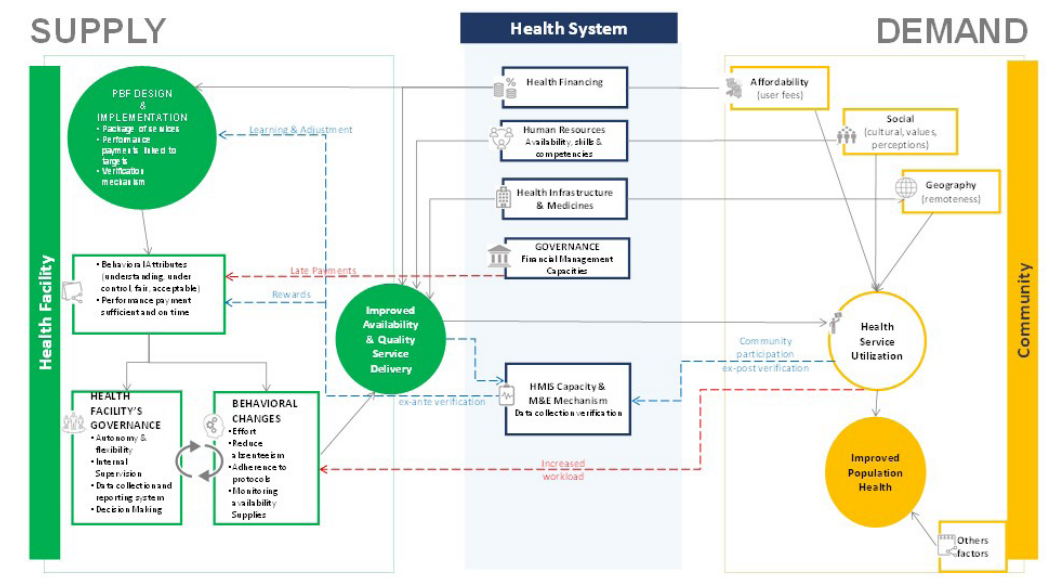 SUPPLY
Health System
DEMAND
Health Facility
PBF DESIGN
&
IMPLEMENTATION
• Package of services
• Performance
payments linked to
targets
• Verification
mechanism
Learning & Adjustment
Health Financing
Human Resources
Availability, skills &
competencies
Health Infrastructure
& Medicines
GOVERNANCE
Financial Management
Capacities
Affordability
(user fees)
Social
(cultural, values,
perceptions)
Geography
(remoteness)
• Behavioral Attributes
(understanding, under
control, fair, acceptable)
• Performance payment
sufficient and on time
Late Payments
Rewards
Improved
Availability
& Quality
Service
Delivery
Health
Service
Utilization
Community
participation
ex-post verification
HMIS Capacity &
M&E Mechanism
Data collection verification
ex-ante verification
HEALTH
FACILITY'S
GOVERNANCE
• Autonomy &
flexibility
• Internal
Supervision
• Data collection and
reporting system
• Decision Making
BEHAVIORAL
CHANGES
• Effort
• Reduce
absenteeism
• Adherence to
protocols
• Monitoring
availability
Supplies
Increased
workload
Improved
Population
Health
Others
factors
Community